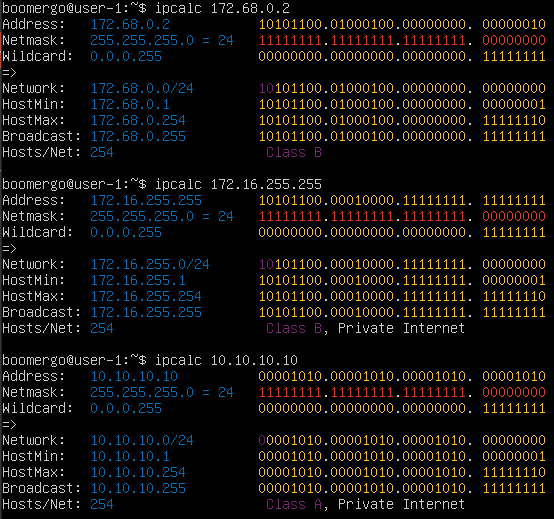 boomergo@user-1:~$ ipcalc 172.68.0.2
Address:   172.68.0.2            10101100.01000100.00000000. 00000010
Netmask:   255.255.255.0 = 24    11111111.11111111.11111111. 00000000
Wildcard:  0.0.0.255             00000000.00000000.00000000. 11111111
=>
Network:   172.68.0.0/24         10101100.01000100.00000000. 00000000
HostMin:   172.68.0.1            10101100.01000100.00000000. 00000001
HostMax:   172.68.0.254          10101100.01000100.00000000. 11111110
Broadcast: 172.68.0.255          10101100.01000100.00000000. 11111111
Hosts/Net: 254                    Class B
boomergo@user-1:~$ ipcalc 172.16.255.255
Address:   172.16.255.255        10101100.00010000.11111111. 11111111
Netmask:   255.255.255.0 = 24    11111111.11111111.11111111. 00000000
Wildcard:  0.0.0.255             00000000.00000000.00000000. 11111111
=>
Network:   172.16.255.0/24       10101100.00010000.11111111. 00000000
HostMin:   172.16.255.1          10101100.00010000.11111111. 00000001
HostMax:   172.16.255.254        10101100.00010000.11111111. 11111110
Broadcast: 172.16.255.255        10101100.00010000.11111111. 11111111
Hosts/Net: 254                    Class B, Private Internet
boomergo@user-1:~$ ipcalc 10.10.10.10
Address:   10.10.10.10           00001010.00001010.00001010. 00001010
Netmask:   255.255.255.0 = 24    11111111.11111111.11111111. 00000000
Wildcard:  0.0.0.255             00000000.00000000.00000000. 11111111
=>
Network:   10.10.10.0/24         00001010.00001010.00001010. 00000000
HostMin:   10.10.10.1            00001010.00001010.00001010. 00000001
HostMax:   10.10.10.254          00001010.00001010.00001010. 11111110
Broadcast: 10.10.10.255          00001010.00001010.00001010. 11111111
Hosts/Net: 254                    Class A, Private Internet